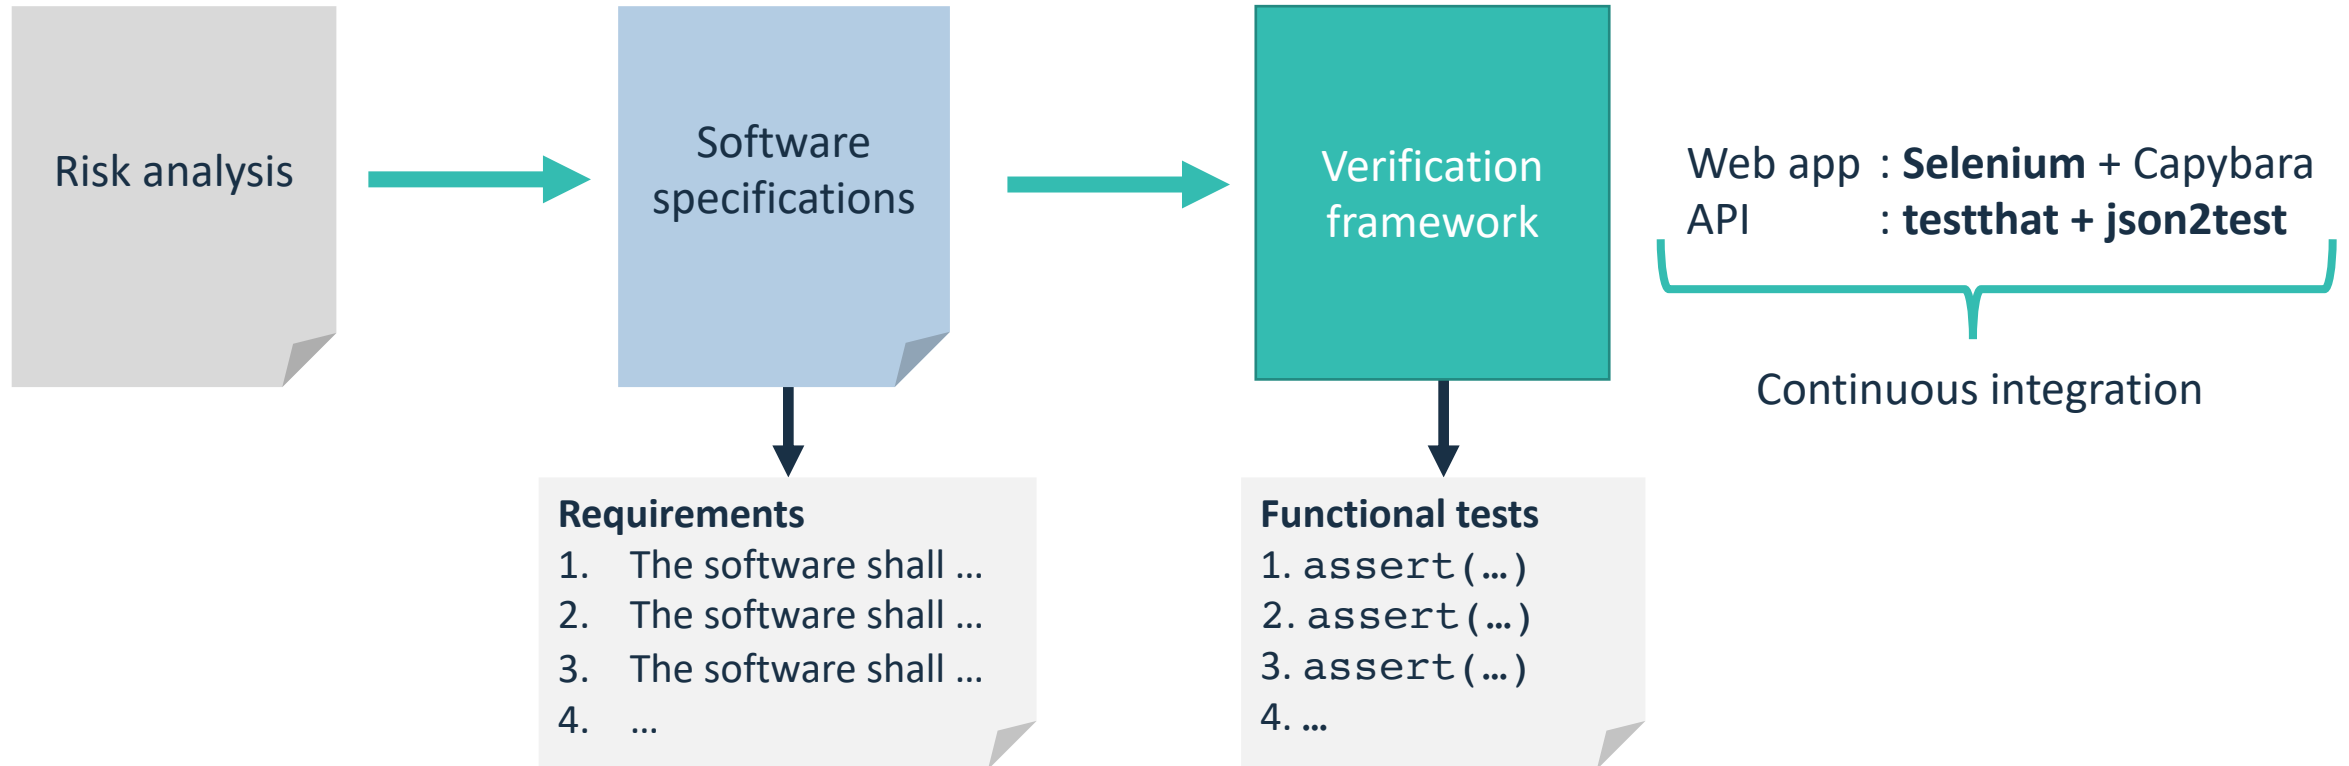 Risk analysis
Software
specifications
Verification
framework
Web app : Selenium + Capybara
API : testthat + json2test
Continuous integration
Requirements
1. The software shall …
2. The software shall …
3. The software shall …
4. …
Functional tests
1. assert(…)
2. assert(…)
3. assert(…)
4. …